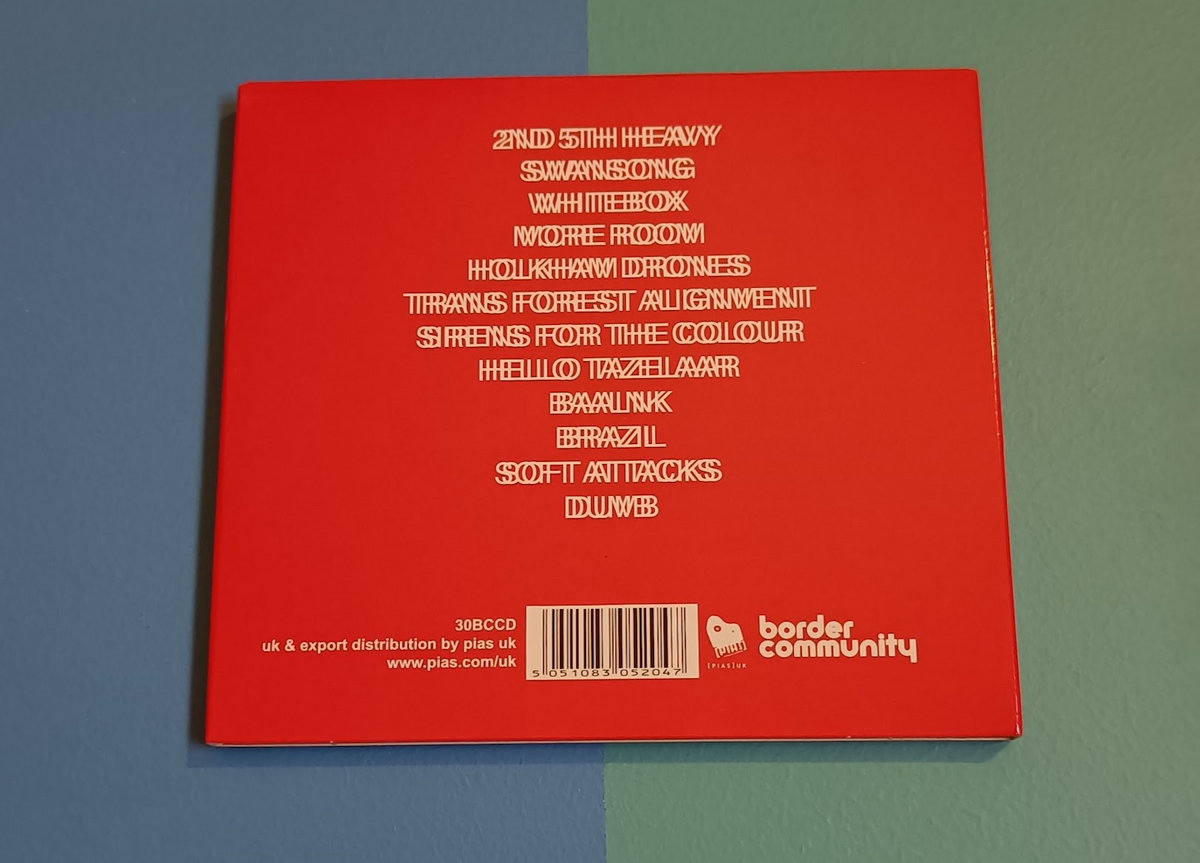 2ND 5TH HEAVY
SWANSONG
WHITEBOX
MORE ROOM
HOLKHAM DRONES
TRANS FOREST ALIGNMENT
SIRENS FOR THE COLOUR
HELLO TAZELAAR
BAALNK
BRAZIL
SOFT ATTACKS
DUMB
30BCCD
uk & export distribution by pias uk
www.pias.com/uk
5 051083 052047
[PIAS]UK
border
community